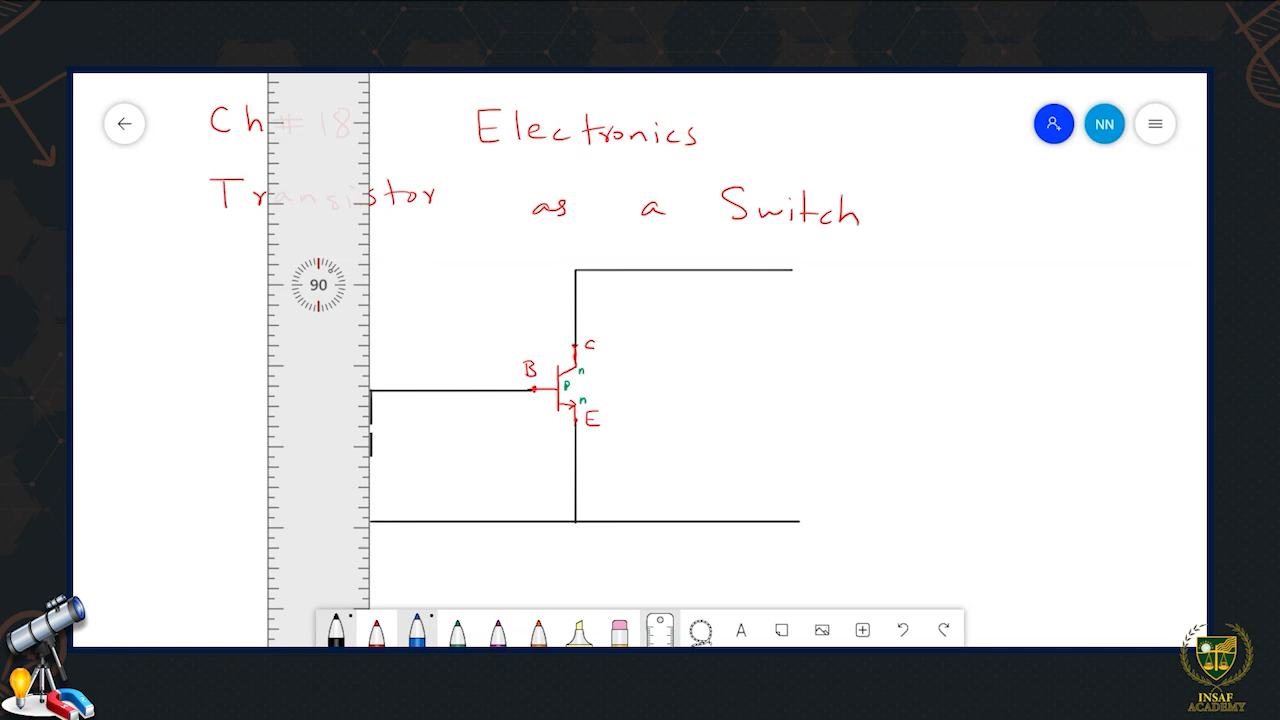 Ch # 18 Electronics
Transistor as a Switch
NN
90
C
B
n
p
n
E
A
INSAF
ACADEMY